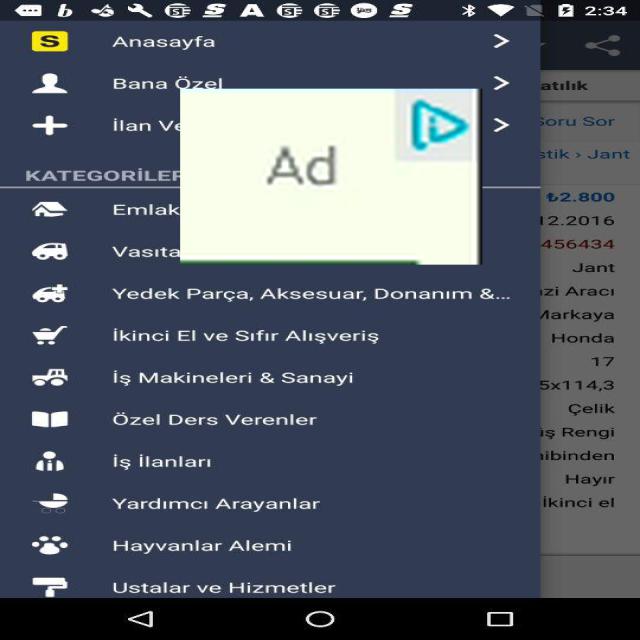 2:34
S Anasayfa
Bana Özel
İlan Ve
KATEGORİLER
Ad
Emlak
Vasıta
Yedek Parça, Aksesuar, Donanım &...
İkinci El ve Sıfır Alışveriş
İş Makineleri & Sanayi
Özel Ders Verenler
İş İlanları
Yardımcı Arayanlar
Hayvanlar Alemi
Ustalar ve Hizmetler
atılık
Soru Sor
stik › Jant
₺2.800
12.2016
456434
Jant
zi Aracı
Markaya
Honda
17
5x114,3
Çelik
ş Rengi
hibinden
Hayır
İkinci el